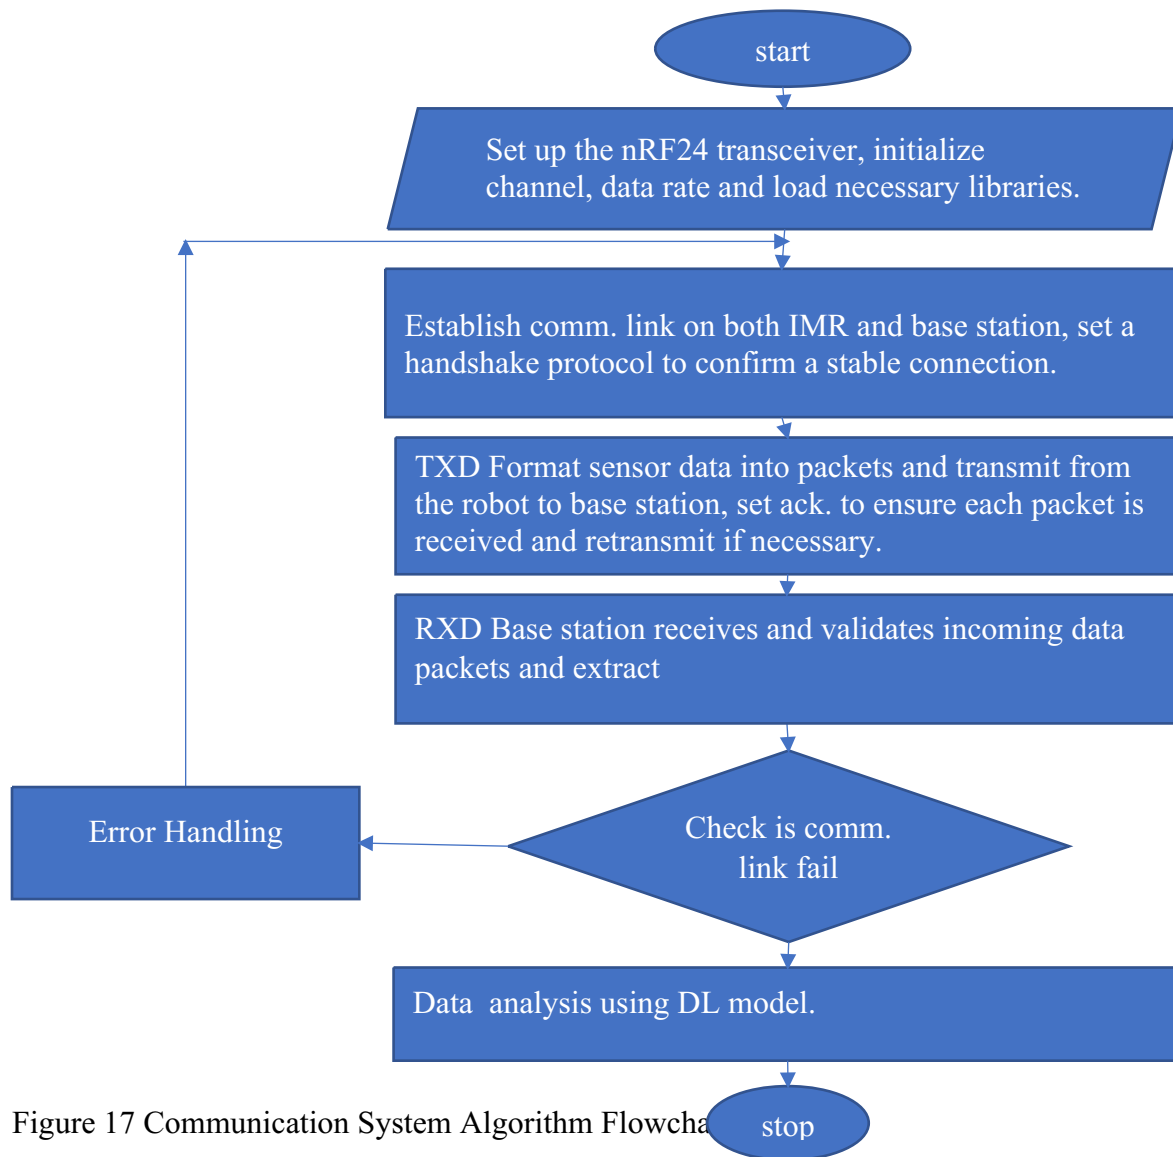 start
Set up the nRF24 transceiver, initialize
channel, data rate and load necessary libraries.
Establish comm. link on both IMR and base station, set a
handshake protocol to confirm a stable connection.
TXD Format sensor data into packets and transmit from
the robot to base station, set ack. to ensure each packet is
received and retransmit if necessary.
RXD Base station receives and validates incoming data
packets and extract
Error Handling
Check is comm.
link fail
Data analysis using DL model.
Figure 17 Communication System Algorithm Flowcha
stop